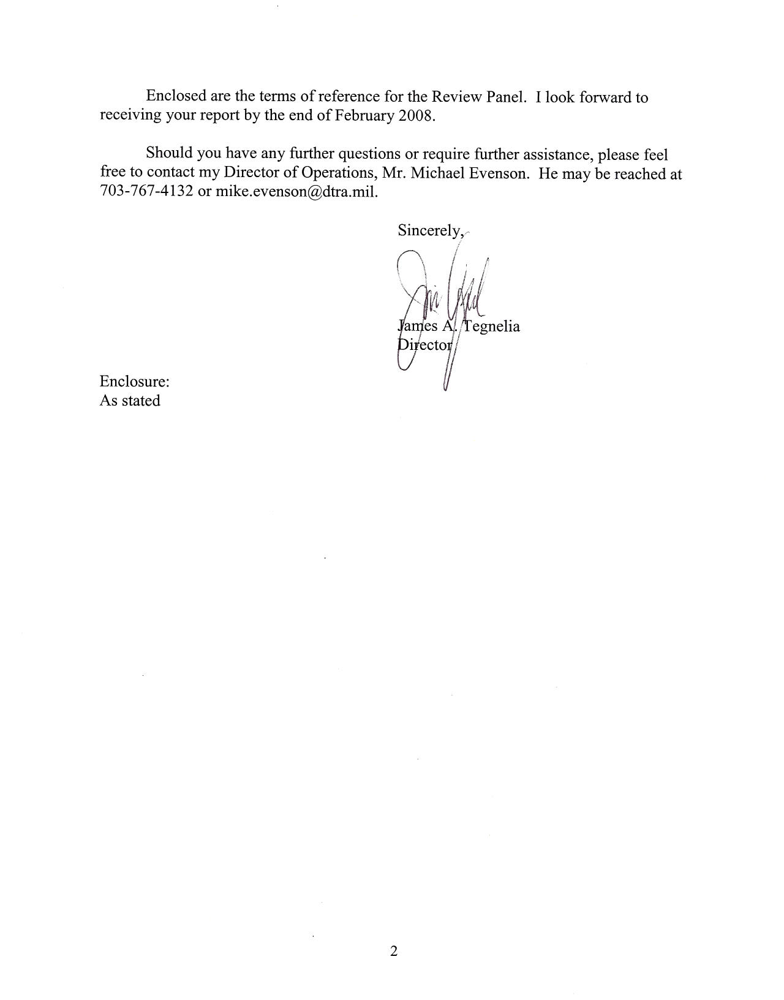 Enclosed are the terms of reference for the Review Panel. I look forward to
receiving your report by the end of February 2008.
Should you have any further questions or require further assistance, please feel
free to contact my Director of Operations, Mr. Michael Evenson. He may be reached at
703-767-4132 or mike.evenson@dtra.mil.
Sincerely,
James A. Tegnelia
Director
Enclosure:
As stated
2